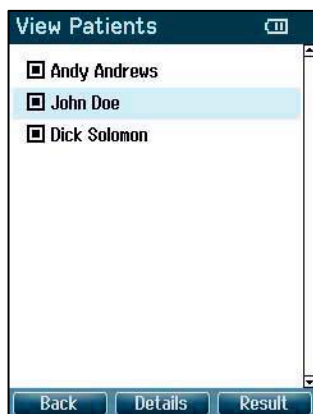 View Patients
Andy Andrews
John Doe
Dick Solomon
Back Details Result